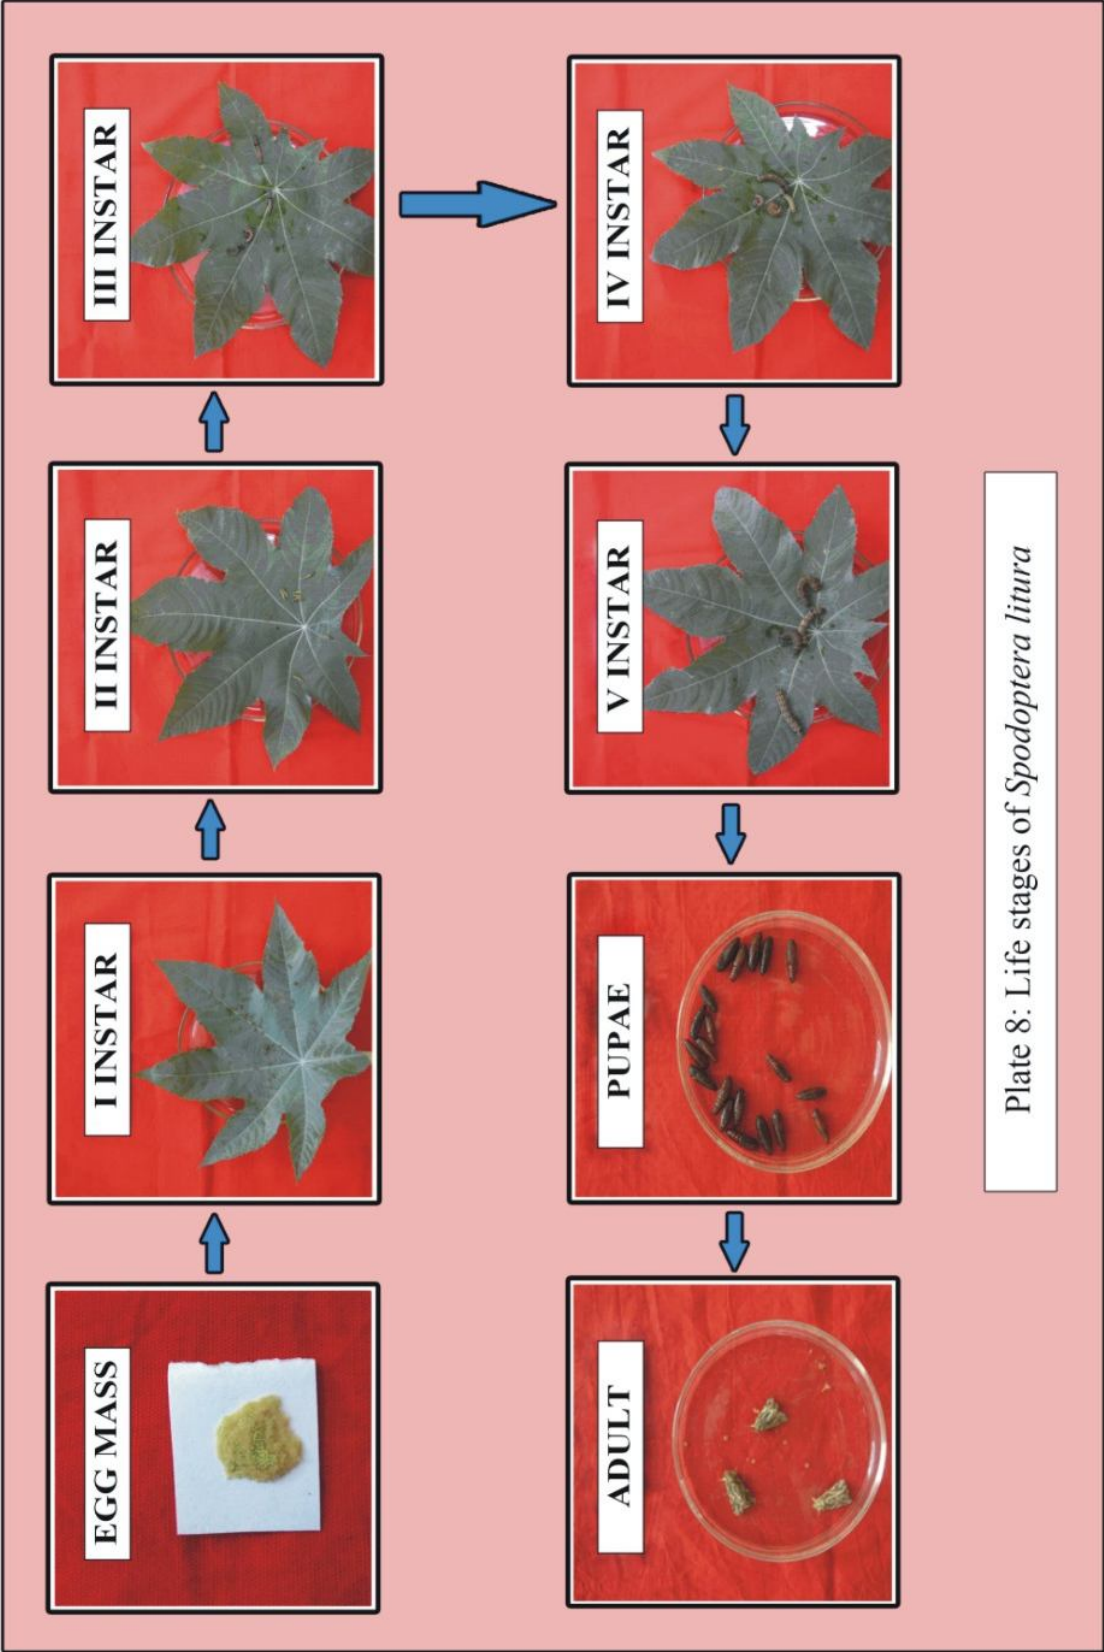 EGG MASS
I INSTAR
II INSTAR
III INSTAR
IV INSTAR
V INSTAR
PUPAE
ADULT
Plate 8: Life stages of Spodoptera litura